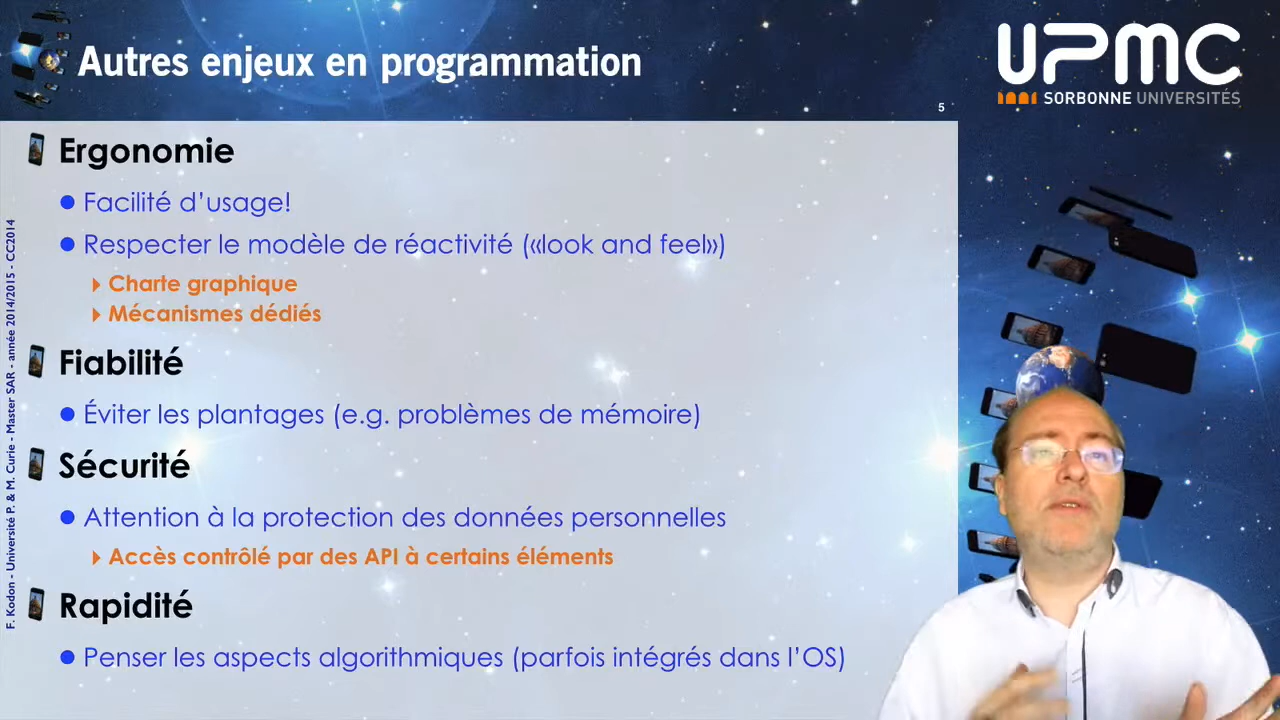 Autres enjeux en programmation
UPMC
SORBONNE UNIVERSITÉS
5
Ergonomie
Facilité d’usage!
Respecter le modèle de réactivité («look and feel»)
Charte graphique
Mécanismes dédiés
Fiabilité
Éviter les plantages (e.g. problèmes de mémoire)
Sécurité
Attention à la protection des données personnelles
Accès contrôlé par des API à certains éléments
Rapidité
Penser les aspects algorithmiques (parfois intégrés dans l’OS)
F. Kodon - Université P. & M. Curie - Master SAR - année 2014/2015 - CC2014